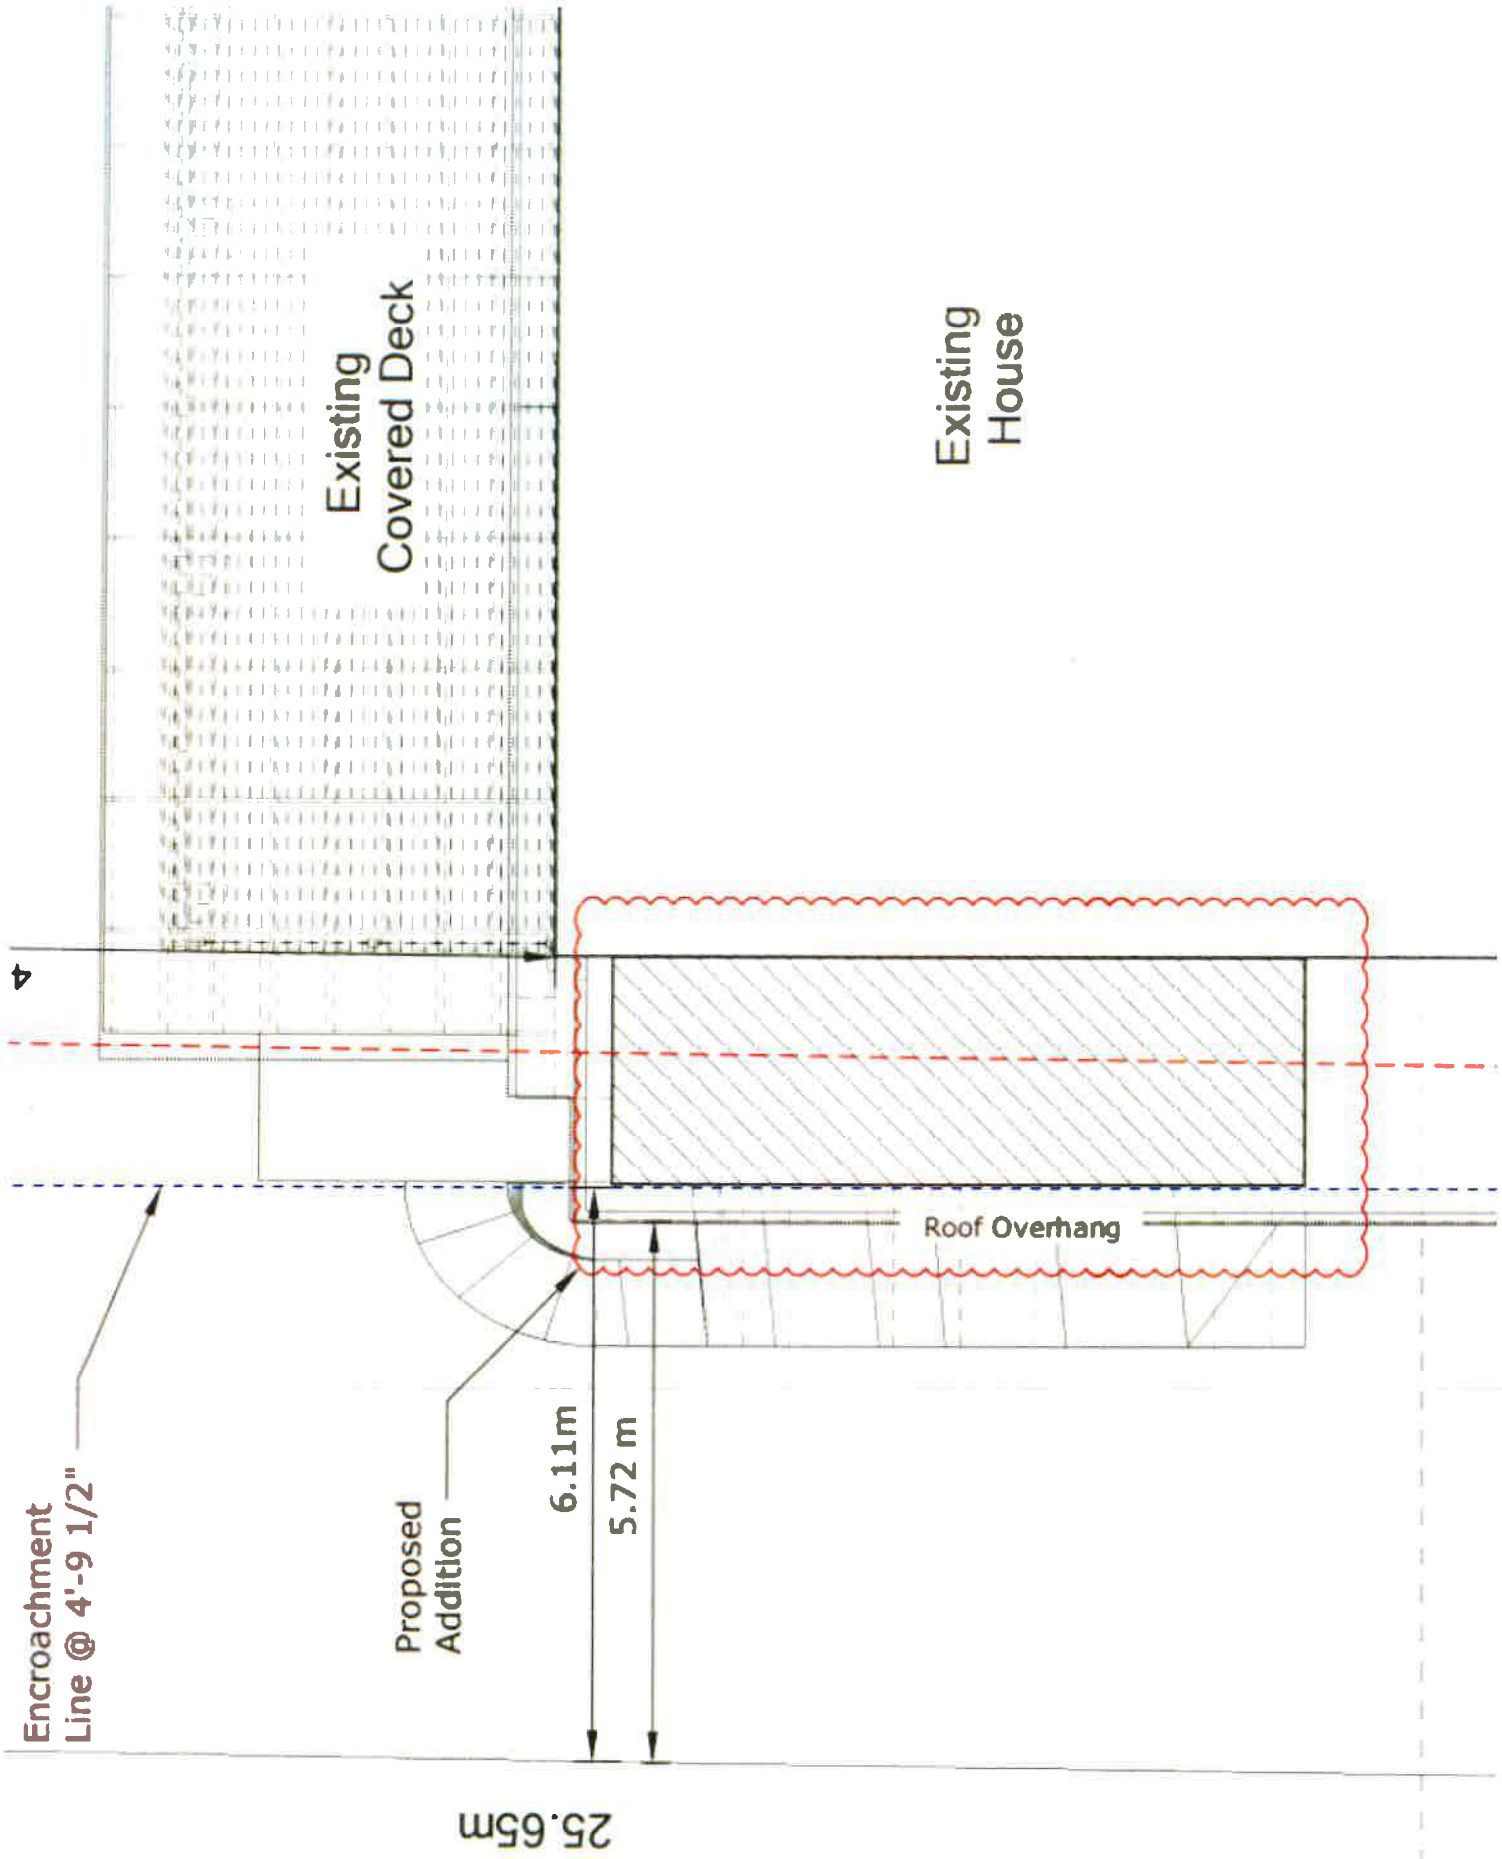 Encroachment
Line @ 4'-9 1/2"
Proposed
Addition
6.11m
5.72 m
25.65m
Existing
Covered Deck
Existing
House
Roof Overhang
4